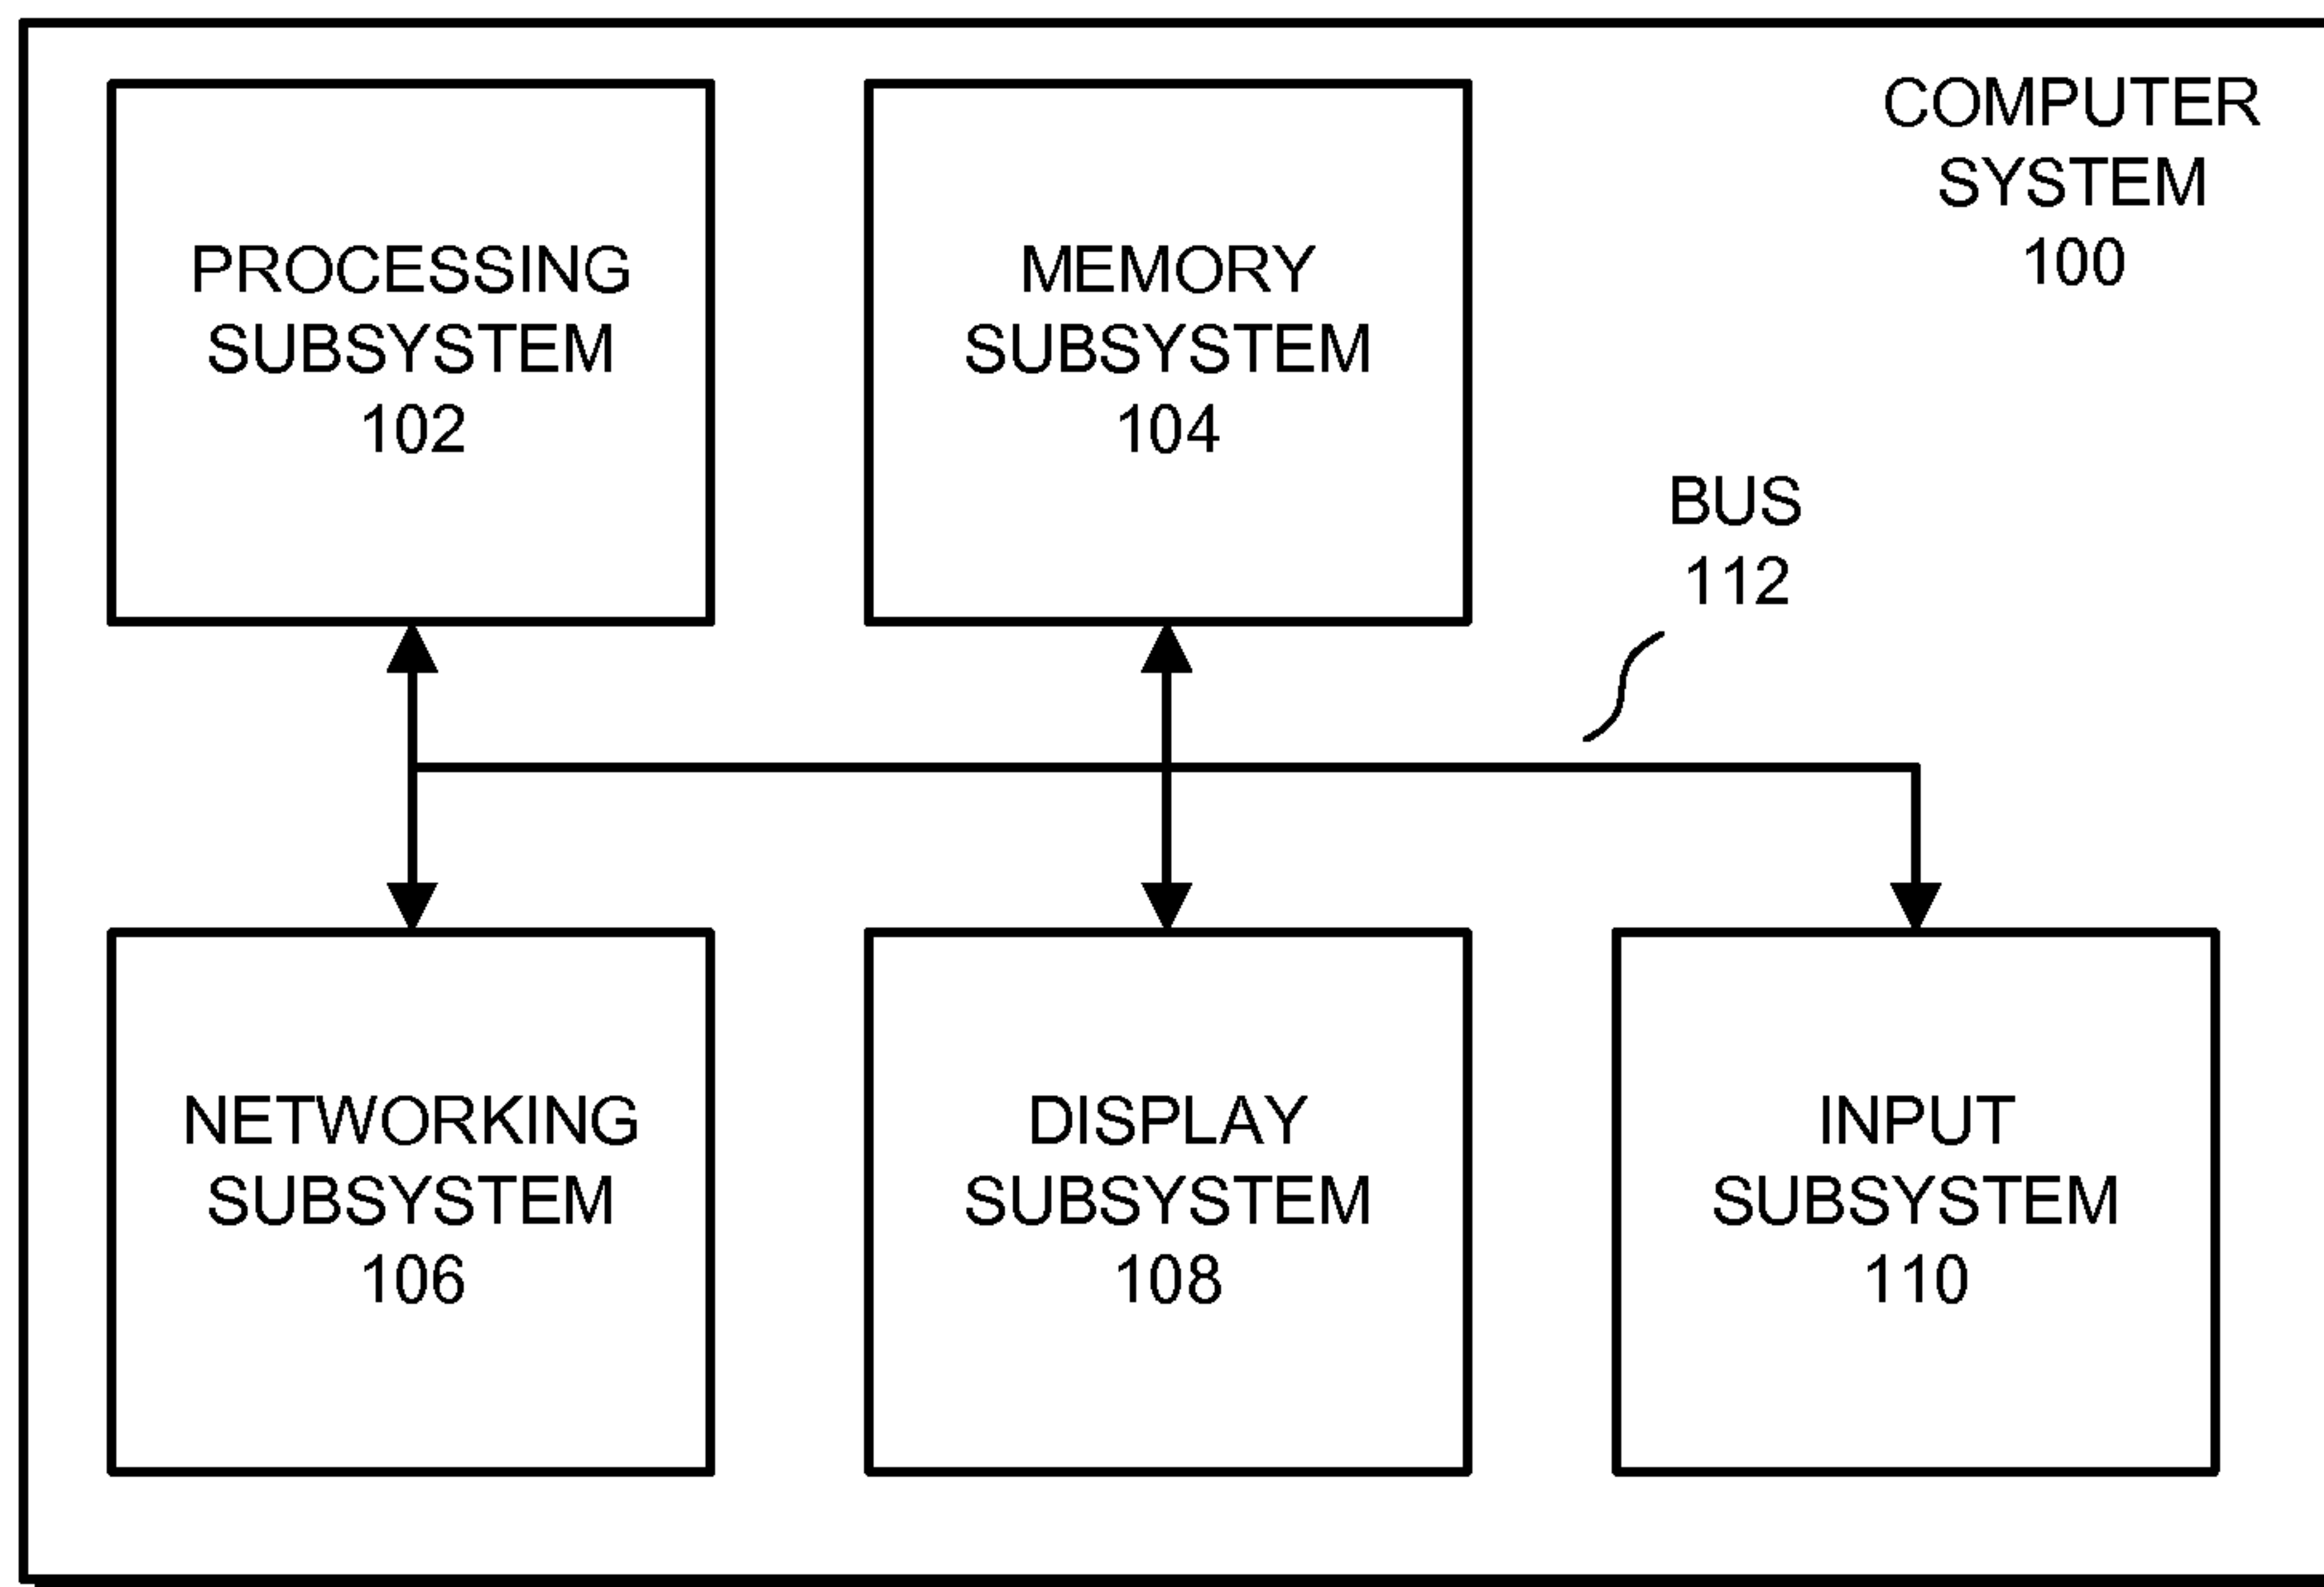 PROCESSING
SUBSYSTEM
102
MEMORY
SUBSYSTEM
104
COMPUTER
SYSTEM
100
BUS
112
NETWORKING
SUBSYSTEM
106
DISPLAY
SUBSYSTEM
108
INPUT
SUBSYSTEM
110